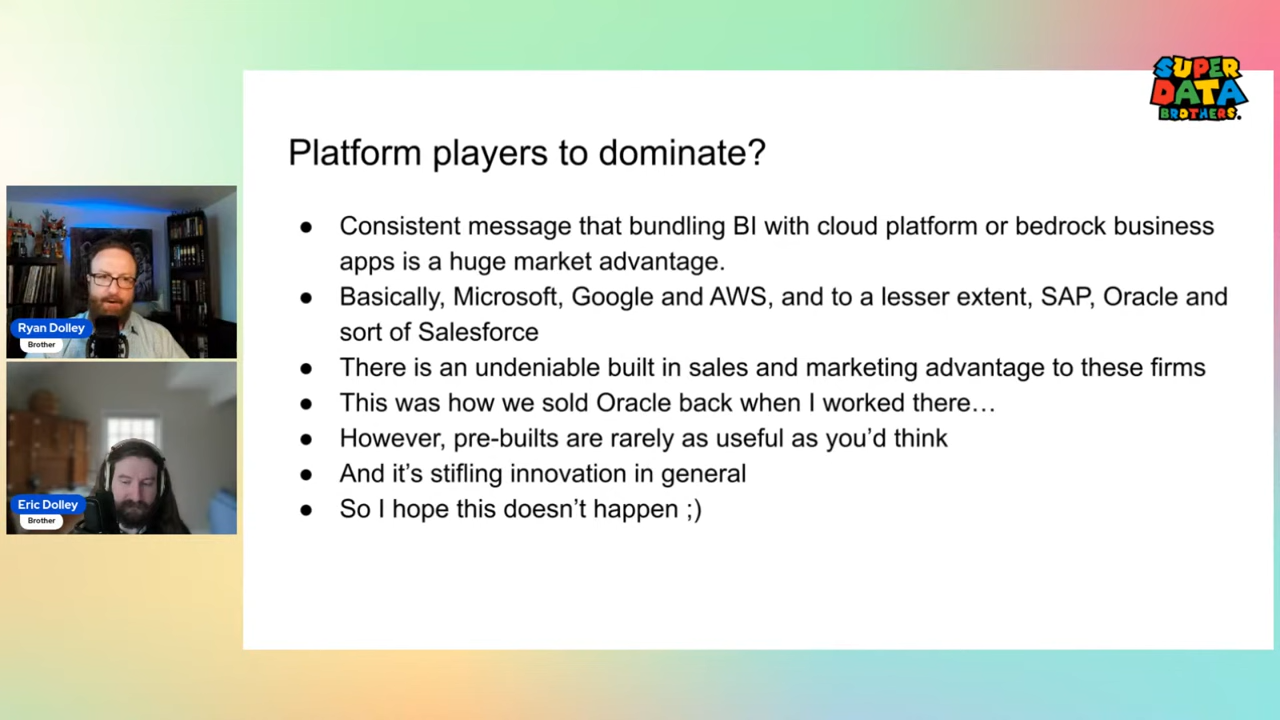 SUPER
DATA
BROTHERS.
Platform players to dominate?
● Consistent message that bundling BI with cloud platform or bedrock business
apps is a huge market advantage.
● Basically, Microsoft, Google and AWS, and to a lesser extent, SAP, Oracle and
sort of Salesforce
● There is an undeniable built in sales and marketing advantage to these firms
● This was how we sold Oracle back when I worked there…
● However, pre-builts are rarely as useful as you’d think
● And it’s stifling innovation in general
● So I hope this doesn’t happen ;)
Ryan Dolley
Brother
Eric Dolley
Brother